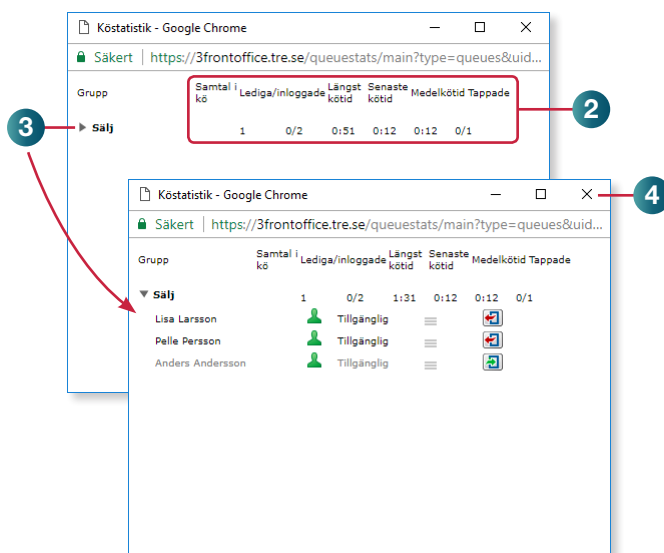 Köstatistik - Google Chrome
Säkert | https://3frontoffice.tre.se/queuestats/main?type=queues&uid...
Grupp Samtal i kö Lediga/inloggade Längst kötid Senaste kötid Medelkötid Tappade
2
3
Sälj 1 0/2 0:51 0:12 0:12 0/1
Köstatistik - Google Chrome
4
Säkert | https://3frontoffice.tre.se/queuestats/main?type=queues&uid...
Grupp Samtal i kö Lediga/inloggade Längst kötid Senaste kötid Medelkötid Tappade
Sälj 1 0/2 1:31 0:12 0:12 0/1
Lisa Larsson Tillgänglig
Pelle Persson Tillgänglig
Anders Andersson Tillgänglig